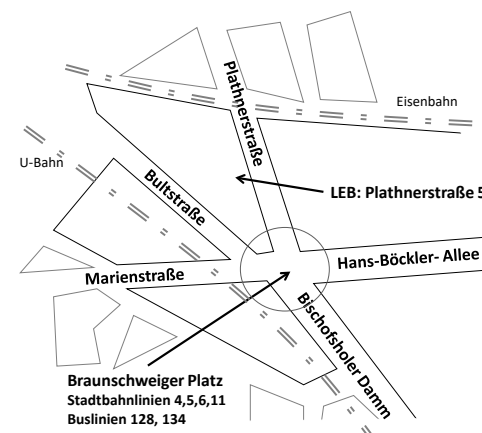 Plathnerstraße
Eisenbahn
U-Bahn
Bultstraße
LEB: Plathnerstraße 5
Hans-Böckler- Allee
Marienstraße
Bischofsholer Damm
Braunschweiger Platz
Stadtbahnlinien 4,5,6,11
Buslinien 128, 134